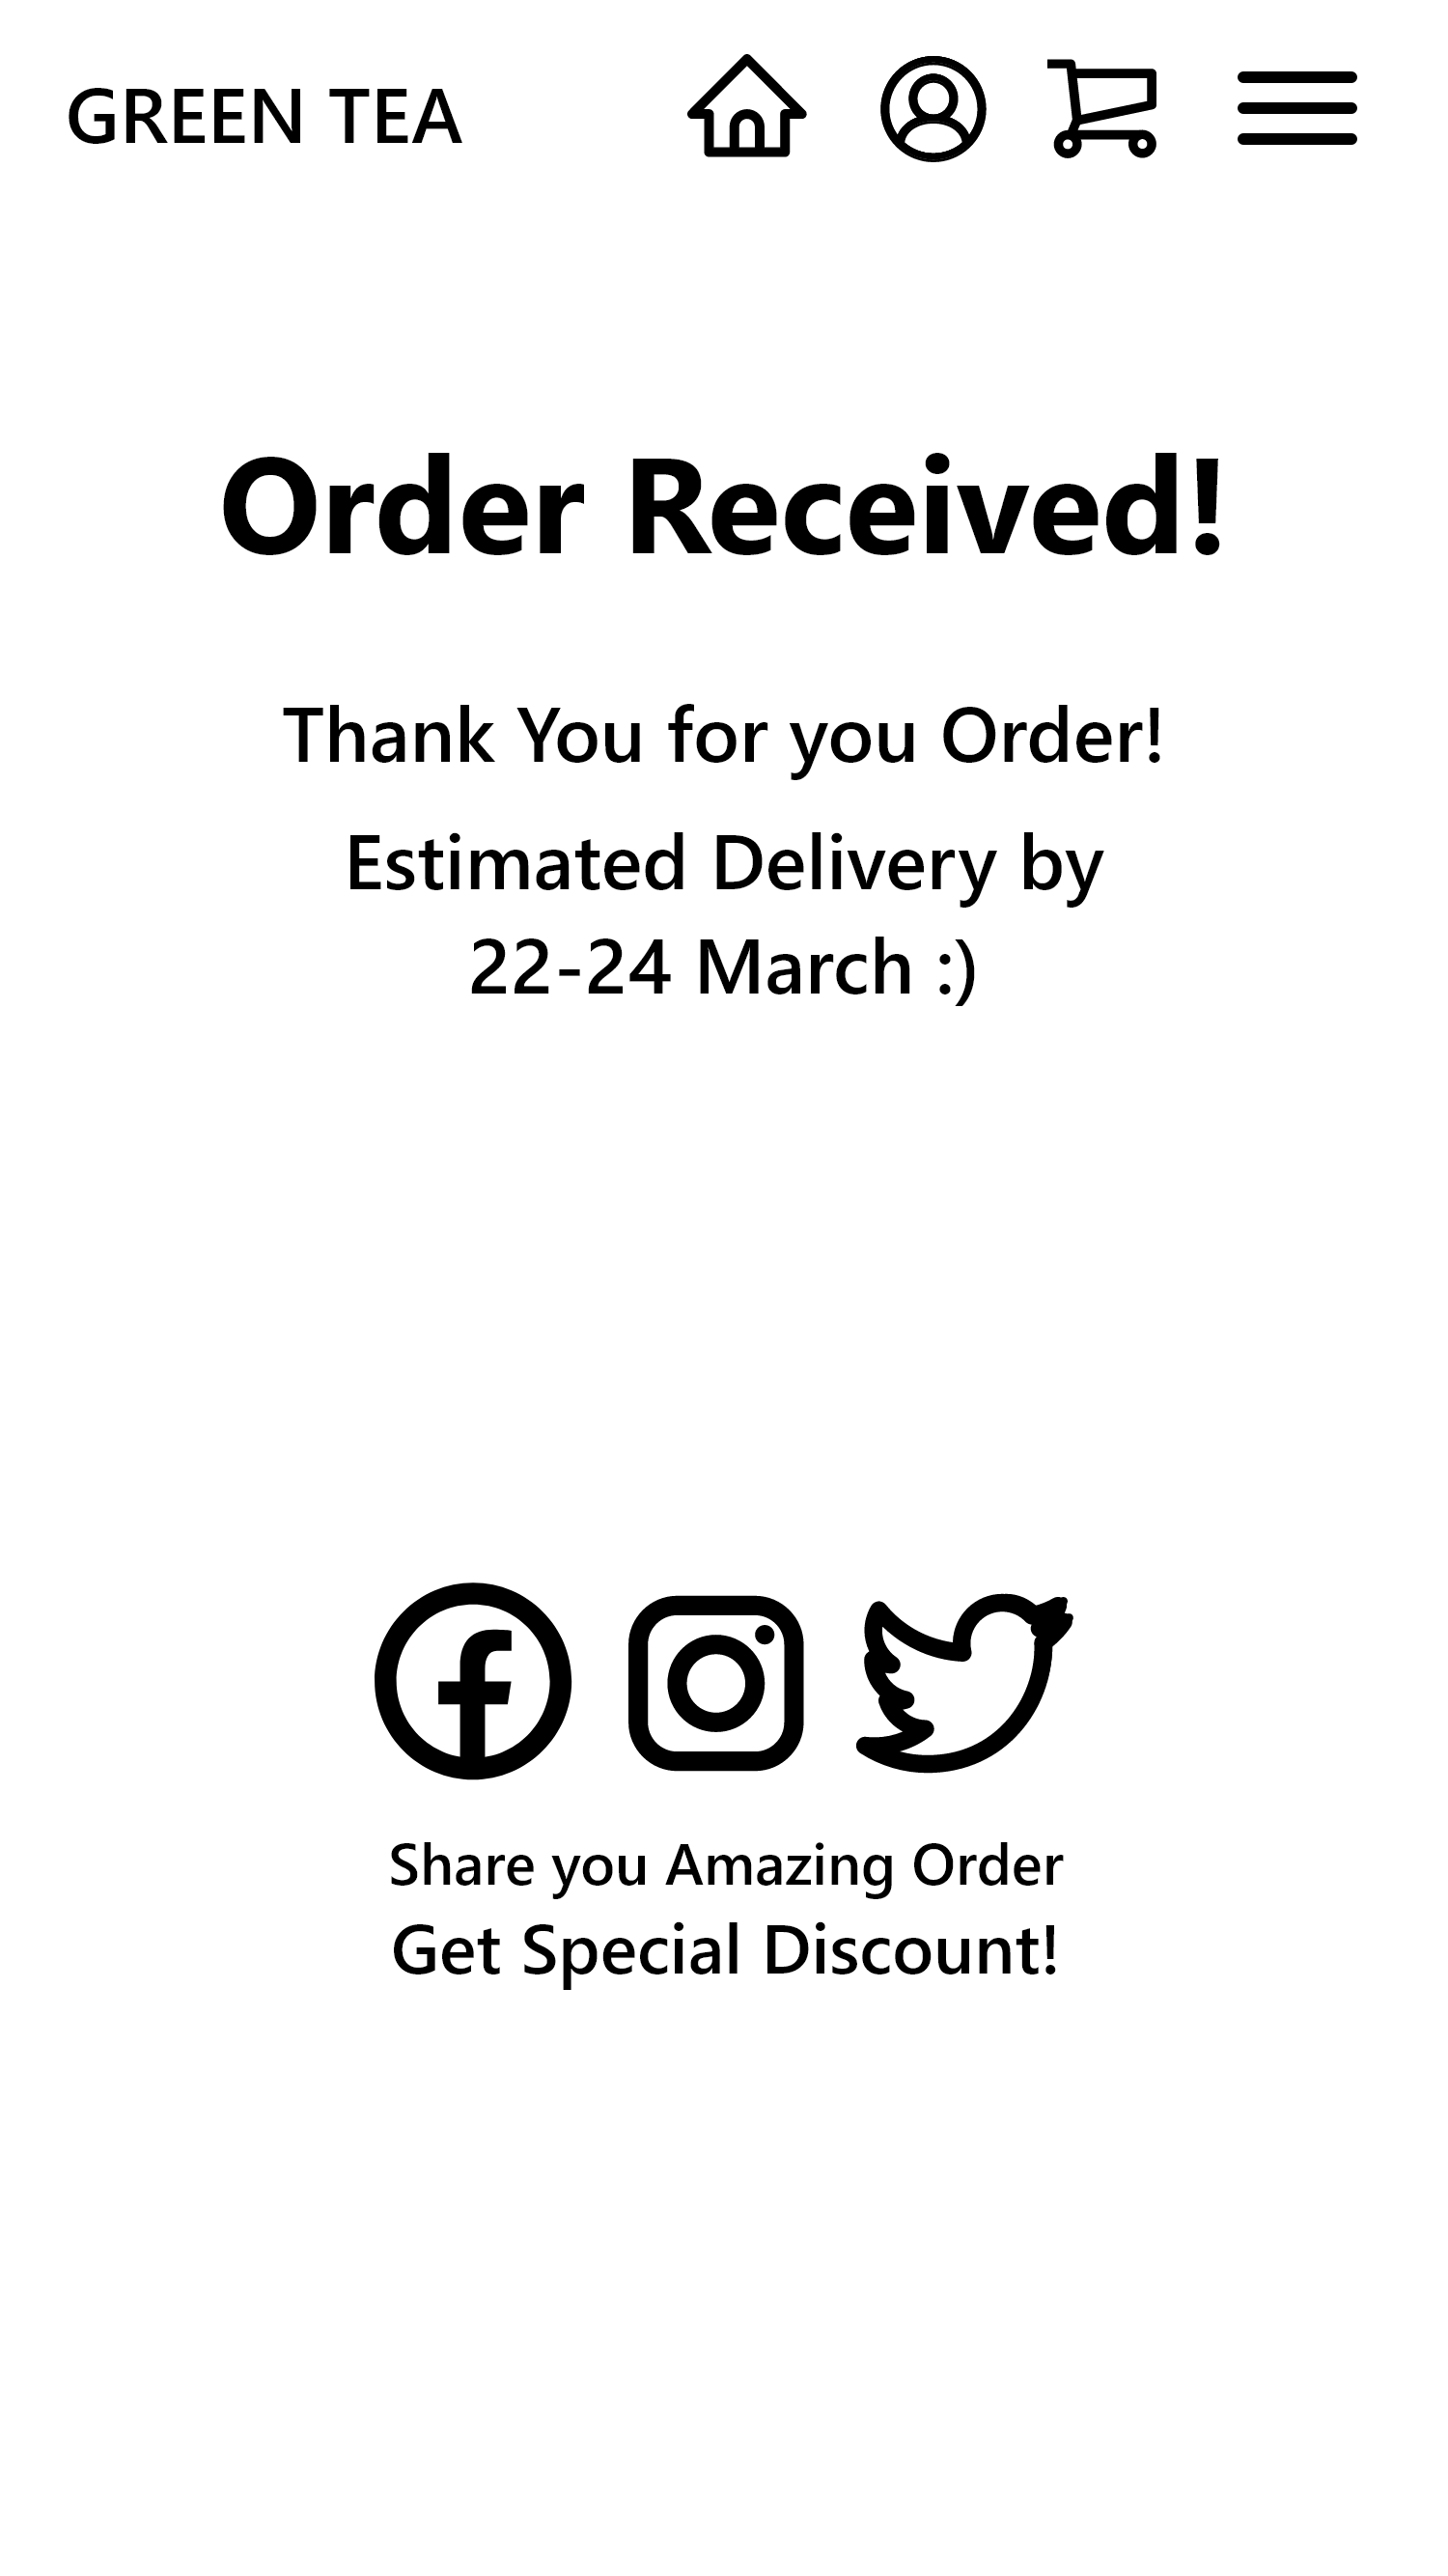 GREEN TEA
Order Received!
Thank You for you Order!
Estimated Delivery by
22-24 March :)
Share you Amazing Order
Get Special Discount!